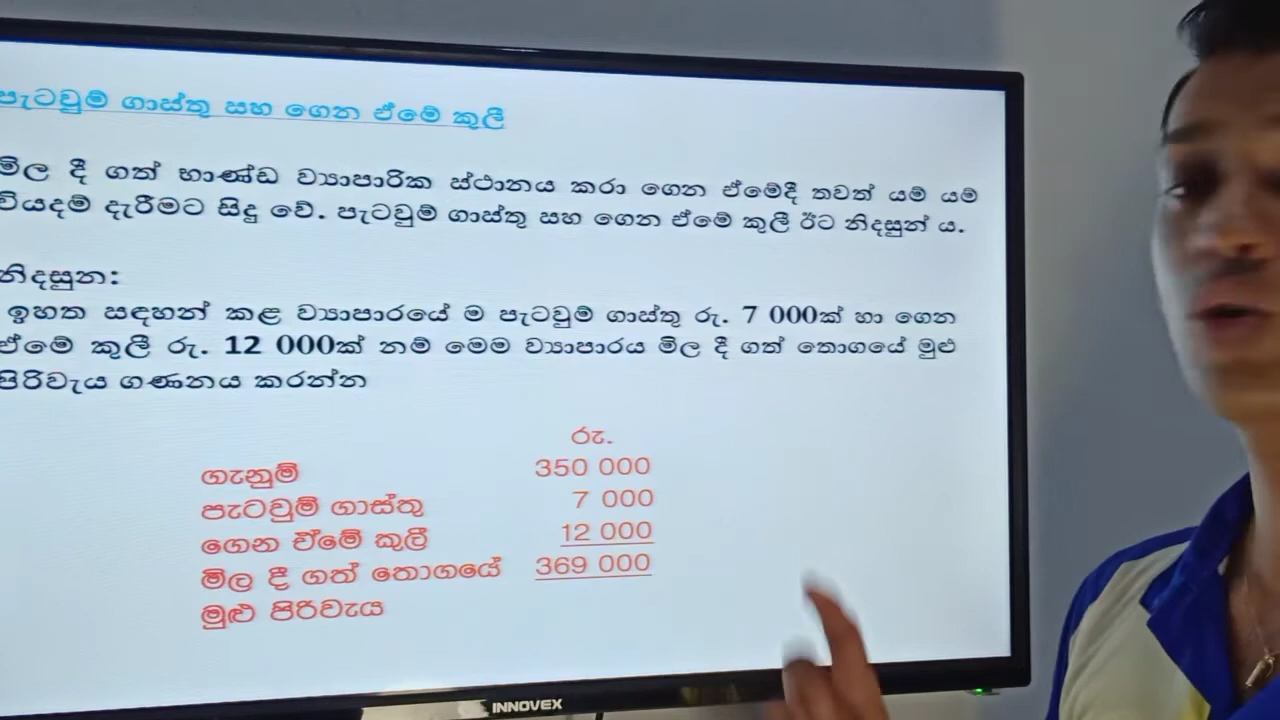 පැටවුම් ගාස්තු සහ ගෙන ඒමේ කුලී
මිල දී ගත් භාණ්ඩ ව්‍යාපාරික ස්ථානය කරා ගෙන ඒමේදී තවත් යම් යම්
වියදම් දැරීමට සිදු වේ. පැටවුම් ගාස්තු සහ ගෙන ඒමේ කුලී ඊට නිදසුන් ය.
නිදසුන:
ඉහත සඳහන් කළ ව්‍යාපාරයේ ම පැටවුම් ගාස්තු රු. 7 000ක් හා ගෙන
ඒමේ කුලී රු. 12 000ක් නම් මෙම ව්‍යාපාරය මිල දී ගත් තොගයේ මුළු
පිරිවැය ගණනය කරන්න
රු.
ගැනුම් 350 000
පැටවුම් ගාස්තු 7 000
ගෙන ඒමේ කුලී 12 000
මිල දී ගත් තොගයේ 369 000
මුළු පිරිවැය
INNOVEX